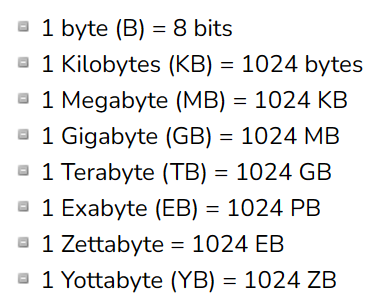 1 byte (B) = 8 bits
1 Kilobytes (KB) = 1024 bytes
1 Megabyte (MB) = 1024 KB
1 Gigabyte (GB) = 1024 MB
1 Terabyte (TB) = 1024 GB
1 Exabyte (EB) = 1024 PB
1 Zettabyte = 1024 EB
1 Yottabyte (YB) = 1024 ZB